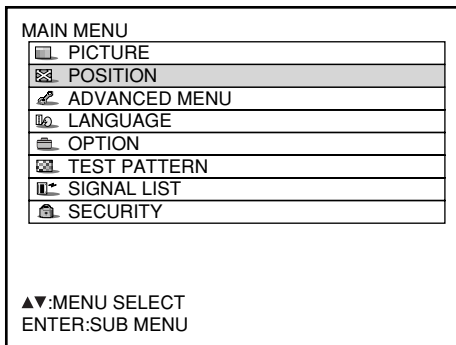 MAIN MENU
PICTURE
POSITION
ADVANCED MENU
LANGUAGE
OPTION
TEST PATTERN
SIGNAL LIST
SECURITY
▲▼:MENU SELECT
ENTER:SUB MENU